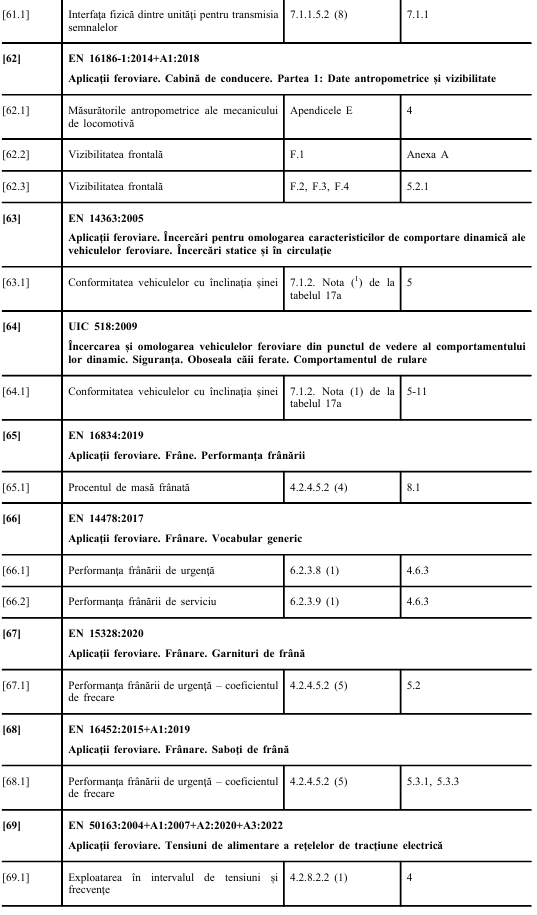 [61.1] Interfața fizică dintre unități pentru transmisia 7.1.1.5.2 (8) 7.1.1
semnalelor
[62] EN 16186-1:2014+A1:2018
Aplicații feroviare. Cabină de conducere. Partea 1: Date antropometrice și vizibilitate
[62.1] Măsurătorile antropometrice ale mecanicului Apendicele E 4
de locomotivă
[62.2] Vizibilitatea frontală F.1 Anexa A
[62.3] Vizibilitatea frontală F.2, F.3, F.4 5.2.1
[63] EN 14363:2005
Aplicații feroviare. Încercări pentru omologarea caracteristicilor de comportare dinamică ale
vehiculelor feroviare. Încercări statice și în circulație
[63.1] Conformitatea vehiculelor cu înclinația șinei 7.1.2. Nota (1) de la 5
tabelul 17a
[64] UIC 518:2009
Încercarea și omologarea vehiculelor feroviare din punctul de vedere al comportamentului
lor dinamic. Siguranța. Oboseala căii ferate. Comportamentul de rulare
[64.1] Conformitatea vehiculelor cu înclinația șinei 7.1.2. Nota (1) de la 5-11
tabelul 17a
[65] EN 16834:2019
Aplicații feroviare. Frâne. Performanța frânării
[65.1] Procentul de masă frânată 4.2.4.5.2 (4) 8.1
[66] EN 14478:2017
Aplicații feroviare. Frânare. Vocabular generic
[66.1] Performanța frânării de urgență 6.2.3.8 (1) 4.6.3
[66.2] Performanța frânării de serviciu 6.2.3.9 (1) 4.6.3
[67] EN 15328:2020
Aplicații feroviare. Frânare. Garnituri de frână
[67.1] Performanța frânării de urgență – coeficientul 4.2.4.5.2 (5) 5.2
de frecare
[68] EN 16452:2015+A1:2019
Aplicații feroviare. Frânare. Saboți de frână
[68.1] Performanța frânării de urgență – coeficientul 4.2.4.5.2 (5) 5.3.1, 5.3.3
de frecare
[69] EN 50163:2004+A1:2007+A2:2020+A3:2022
Aplicații feroviare. Tensiuni de alimentare a rețelelor de tracțiune electrică
[69.1] Exploatarea în intervalul de tensiuni și 4.2.8.2.2 (1) 4
frecvențe